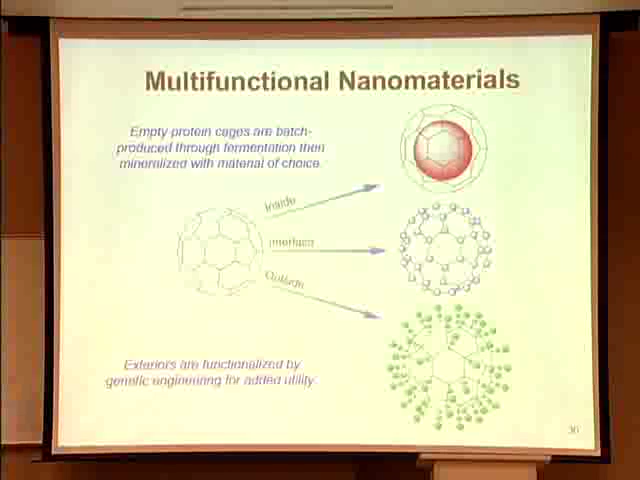 Multifunctional Nanomaterials
Empty protein cages are batch-
produced through fermentation then
mineralized with material of choice.
Inside
Interface
Outside
Exteriors are functionalized by
genetic engineering for added utility.
30